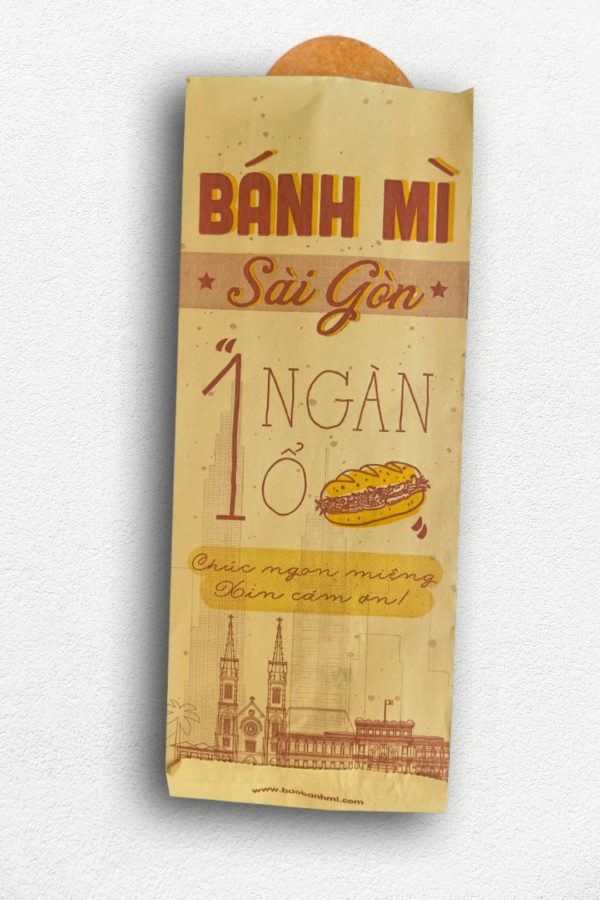 BÁNH MÌ
Sài Gòn
"1 NGÀN
Ổ "
Chúc ngon miệng
Xin cám ơn!
www.baobanhmi.com